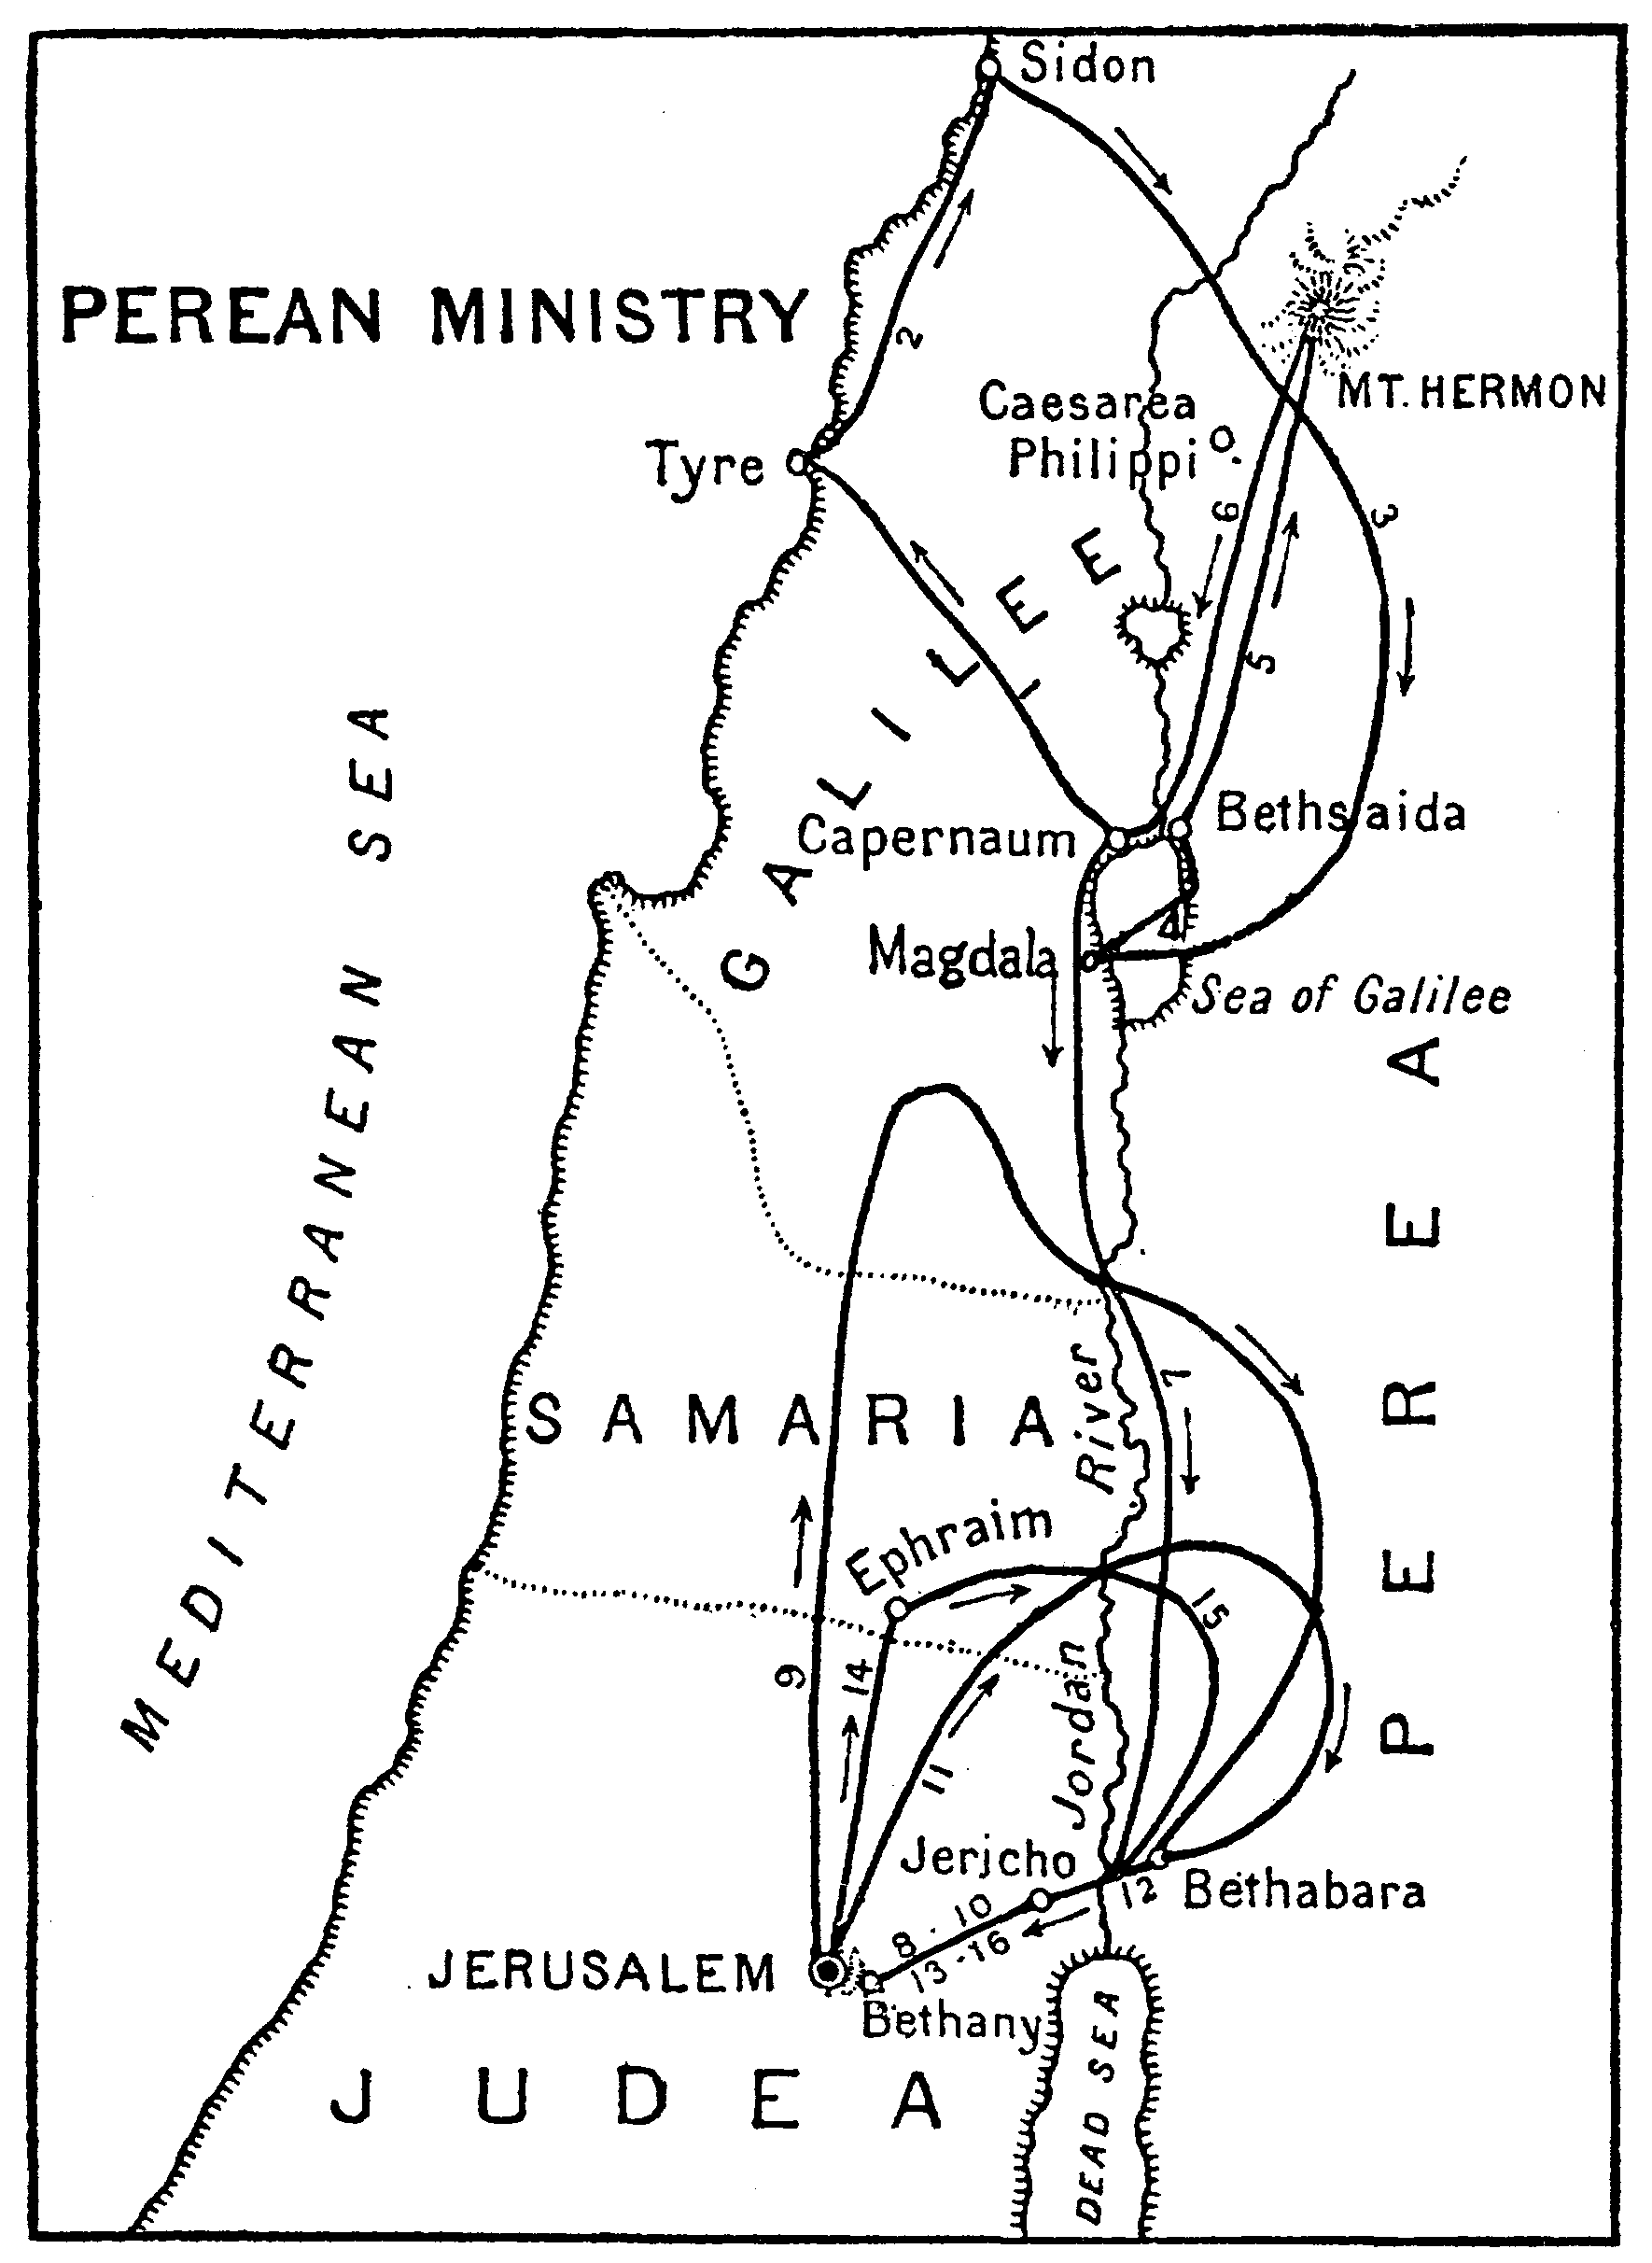 Sidon
PEREAN MINISTRY
2
MT. HERMON
Caesarea
Philippi
Tyre
6
3
GALILEE
5
1
MEDITERRANEAN SEA
Bethsaida
Capernaum
4
Magdala
Sea of Galilee
PEREA
7
SAMARIA
River Jordan
Ephraim
15
9
14
11
Jericho
12
Bethabara
8 · 10
13 - 16
JERUSALEM
Bethany
DEAD SEA
JUDEA